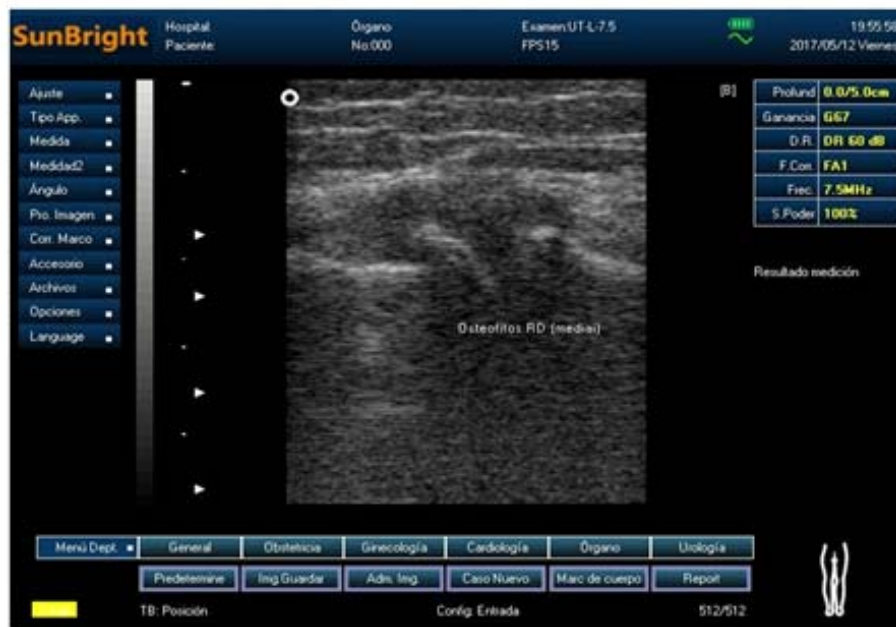 SunBright
Hospital: Órgano Examen:UT-L-7.5 19:55:58
Paciente: No:000 FPS15 2017/05/12 Viernes
[B]
Ajuste
Tipo App.
Medida
Medidad2
Ángulo
Pro. Imagen
Corr. Marco
Accesorio
Archivos
Opciones
Language
Profund 0.0/5.0cm
Ganancia G67
D.R. DR 60 dB
F.Con. FA1
Frec. 7.5MHz
S.Poder 100%
Resultado medición
Osteofitos RD (medial)
Menú Dept. General Obstetricia Ginecología Cardiología Órgano Urología
Predetermine Img.Guardar Adm. Img. Caso Nuevo Marc de cuerpo Report
TB: Posición Config: Entrada 512/512